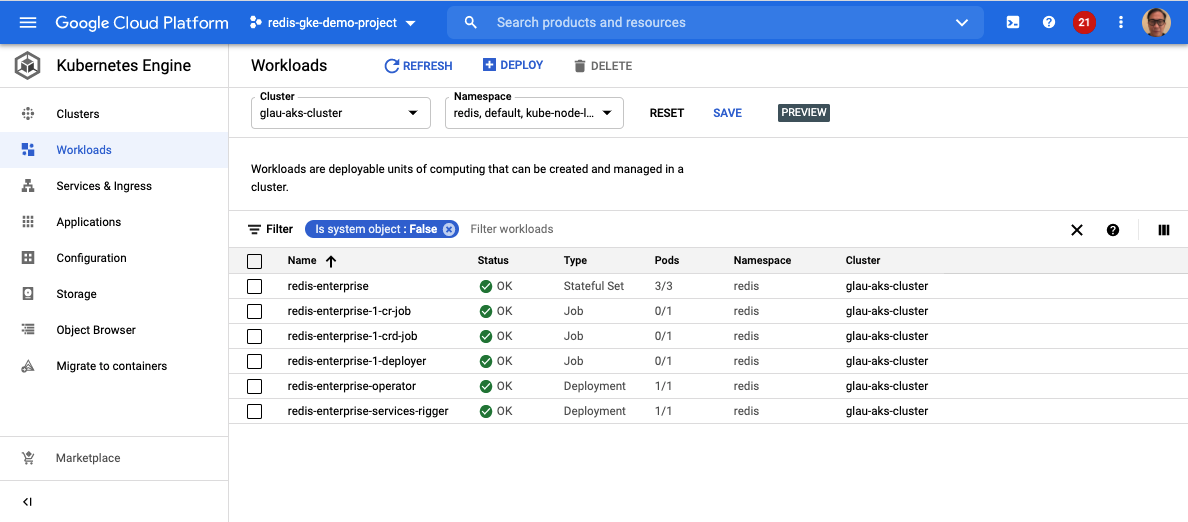 Google Cloud Platform redis-gke-demo-project Search products and resources 21
Kubernetes Engine Workloads REFRESH DEPLOY DELETE
Clusters
Workloads
Services & Ingress
Applications
Configuration
Storage
Object Browser
Migrate to containers
Marketplace
Cluster Namespace
glau-aks-cluster redis, default, kube-node-l... RESET SAVE PREVIEW
Workloads are deployable units of computing that can be created and managed in a
cluster.
Filter Is system object : False Filter workloads
Name Status Type Pods Namespace Cluster
redis-enterprise OK Stateful Set 3/3 redis glau-aks-cluster
redis-enterprise-1-cr-job OK Job 0/1 redis glau-aks-cluster
redis-enterprise-1-crd-job OK Job 0/1 redis glau-aks-cluster
redis-enterprise-1-deployer OK Job 0/1 redis glau-aks-cluster
redis-enterprise-operator OK Deployment 1/1 redis glau-aks-cluster
redis-enterprise-services-rigger OK Deployment 1/1 redis glau-aks-cluster